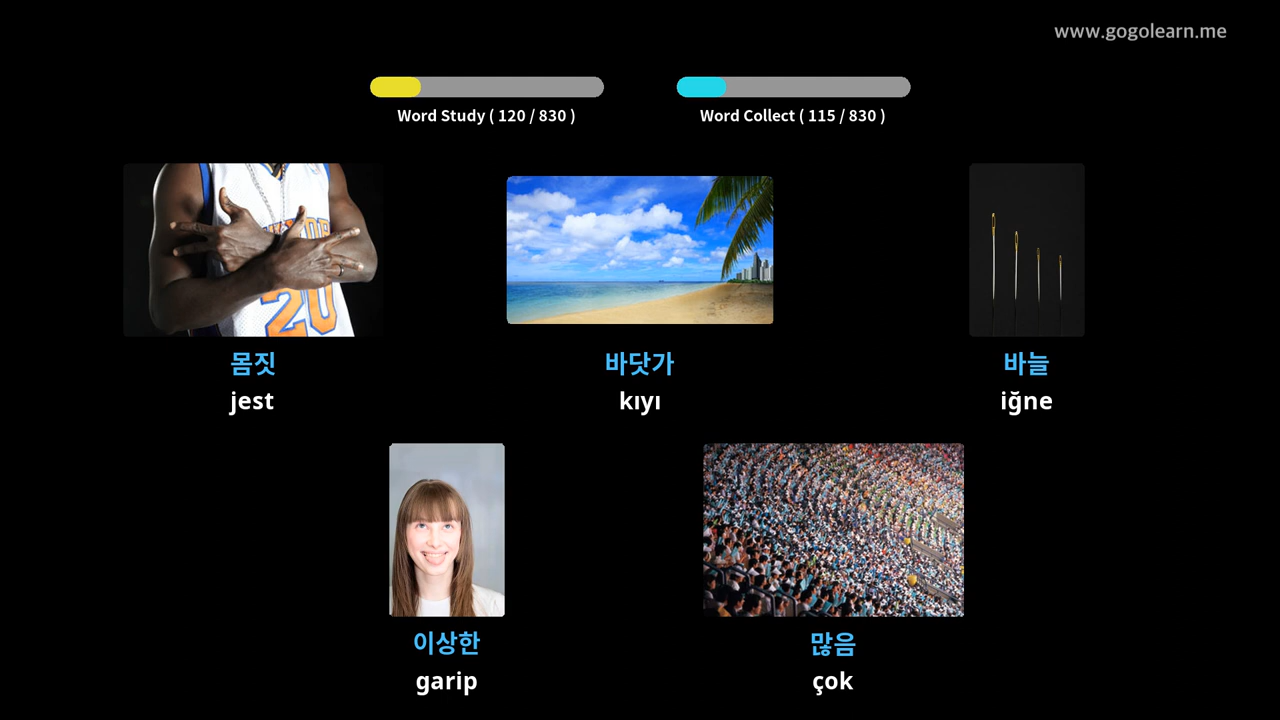 www.gogolearn.me
Word Study ( 120 / 830 )
Word Collect ( 115 / 830 )
20
몸짓
jest
바닷가
kıyı
바늘
iğne
이상한
garip
많음
çok